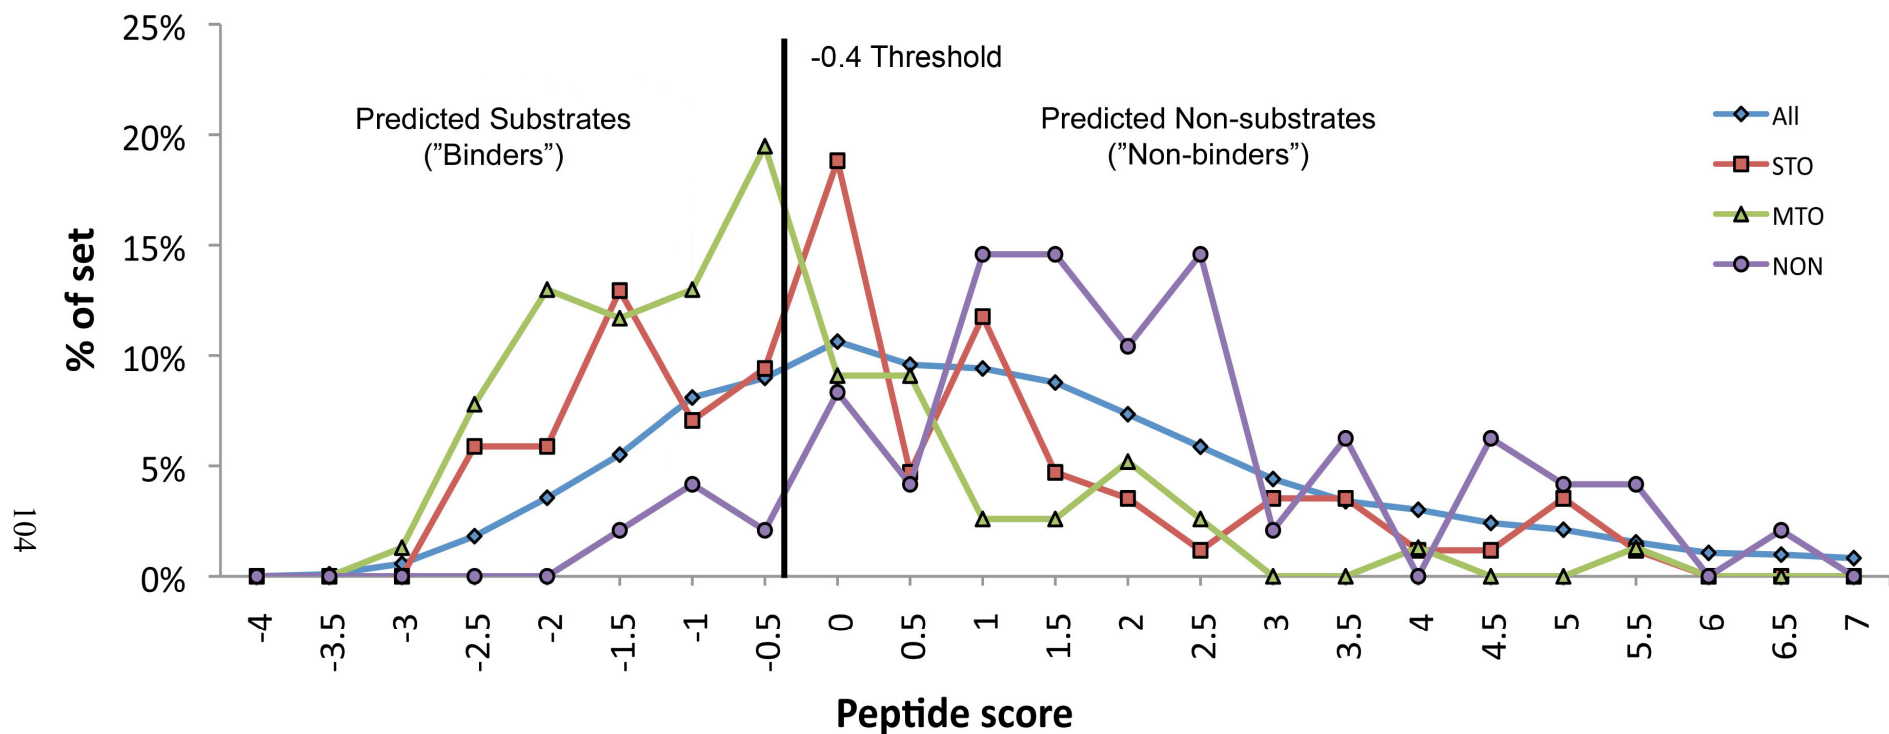 25%
20%
15%
10%
5%
0%
% of set
-0.4 Threshold
Predicted Substrates
(”Binders”)
Predicted Non-substrates
(”Non-binders”)
All
STO
MTO
NON
-4
-3.5
-3
-2.5
-2
-1.5
-1
-0.5
0
0.5
1
1.5
2
2.5
3
3.5
4
4.5
5
5.5
6
6.5
7
Peptide score
104